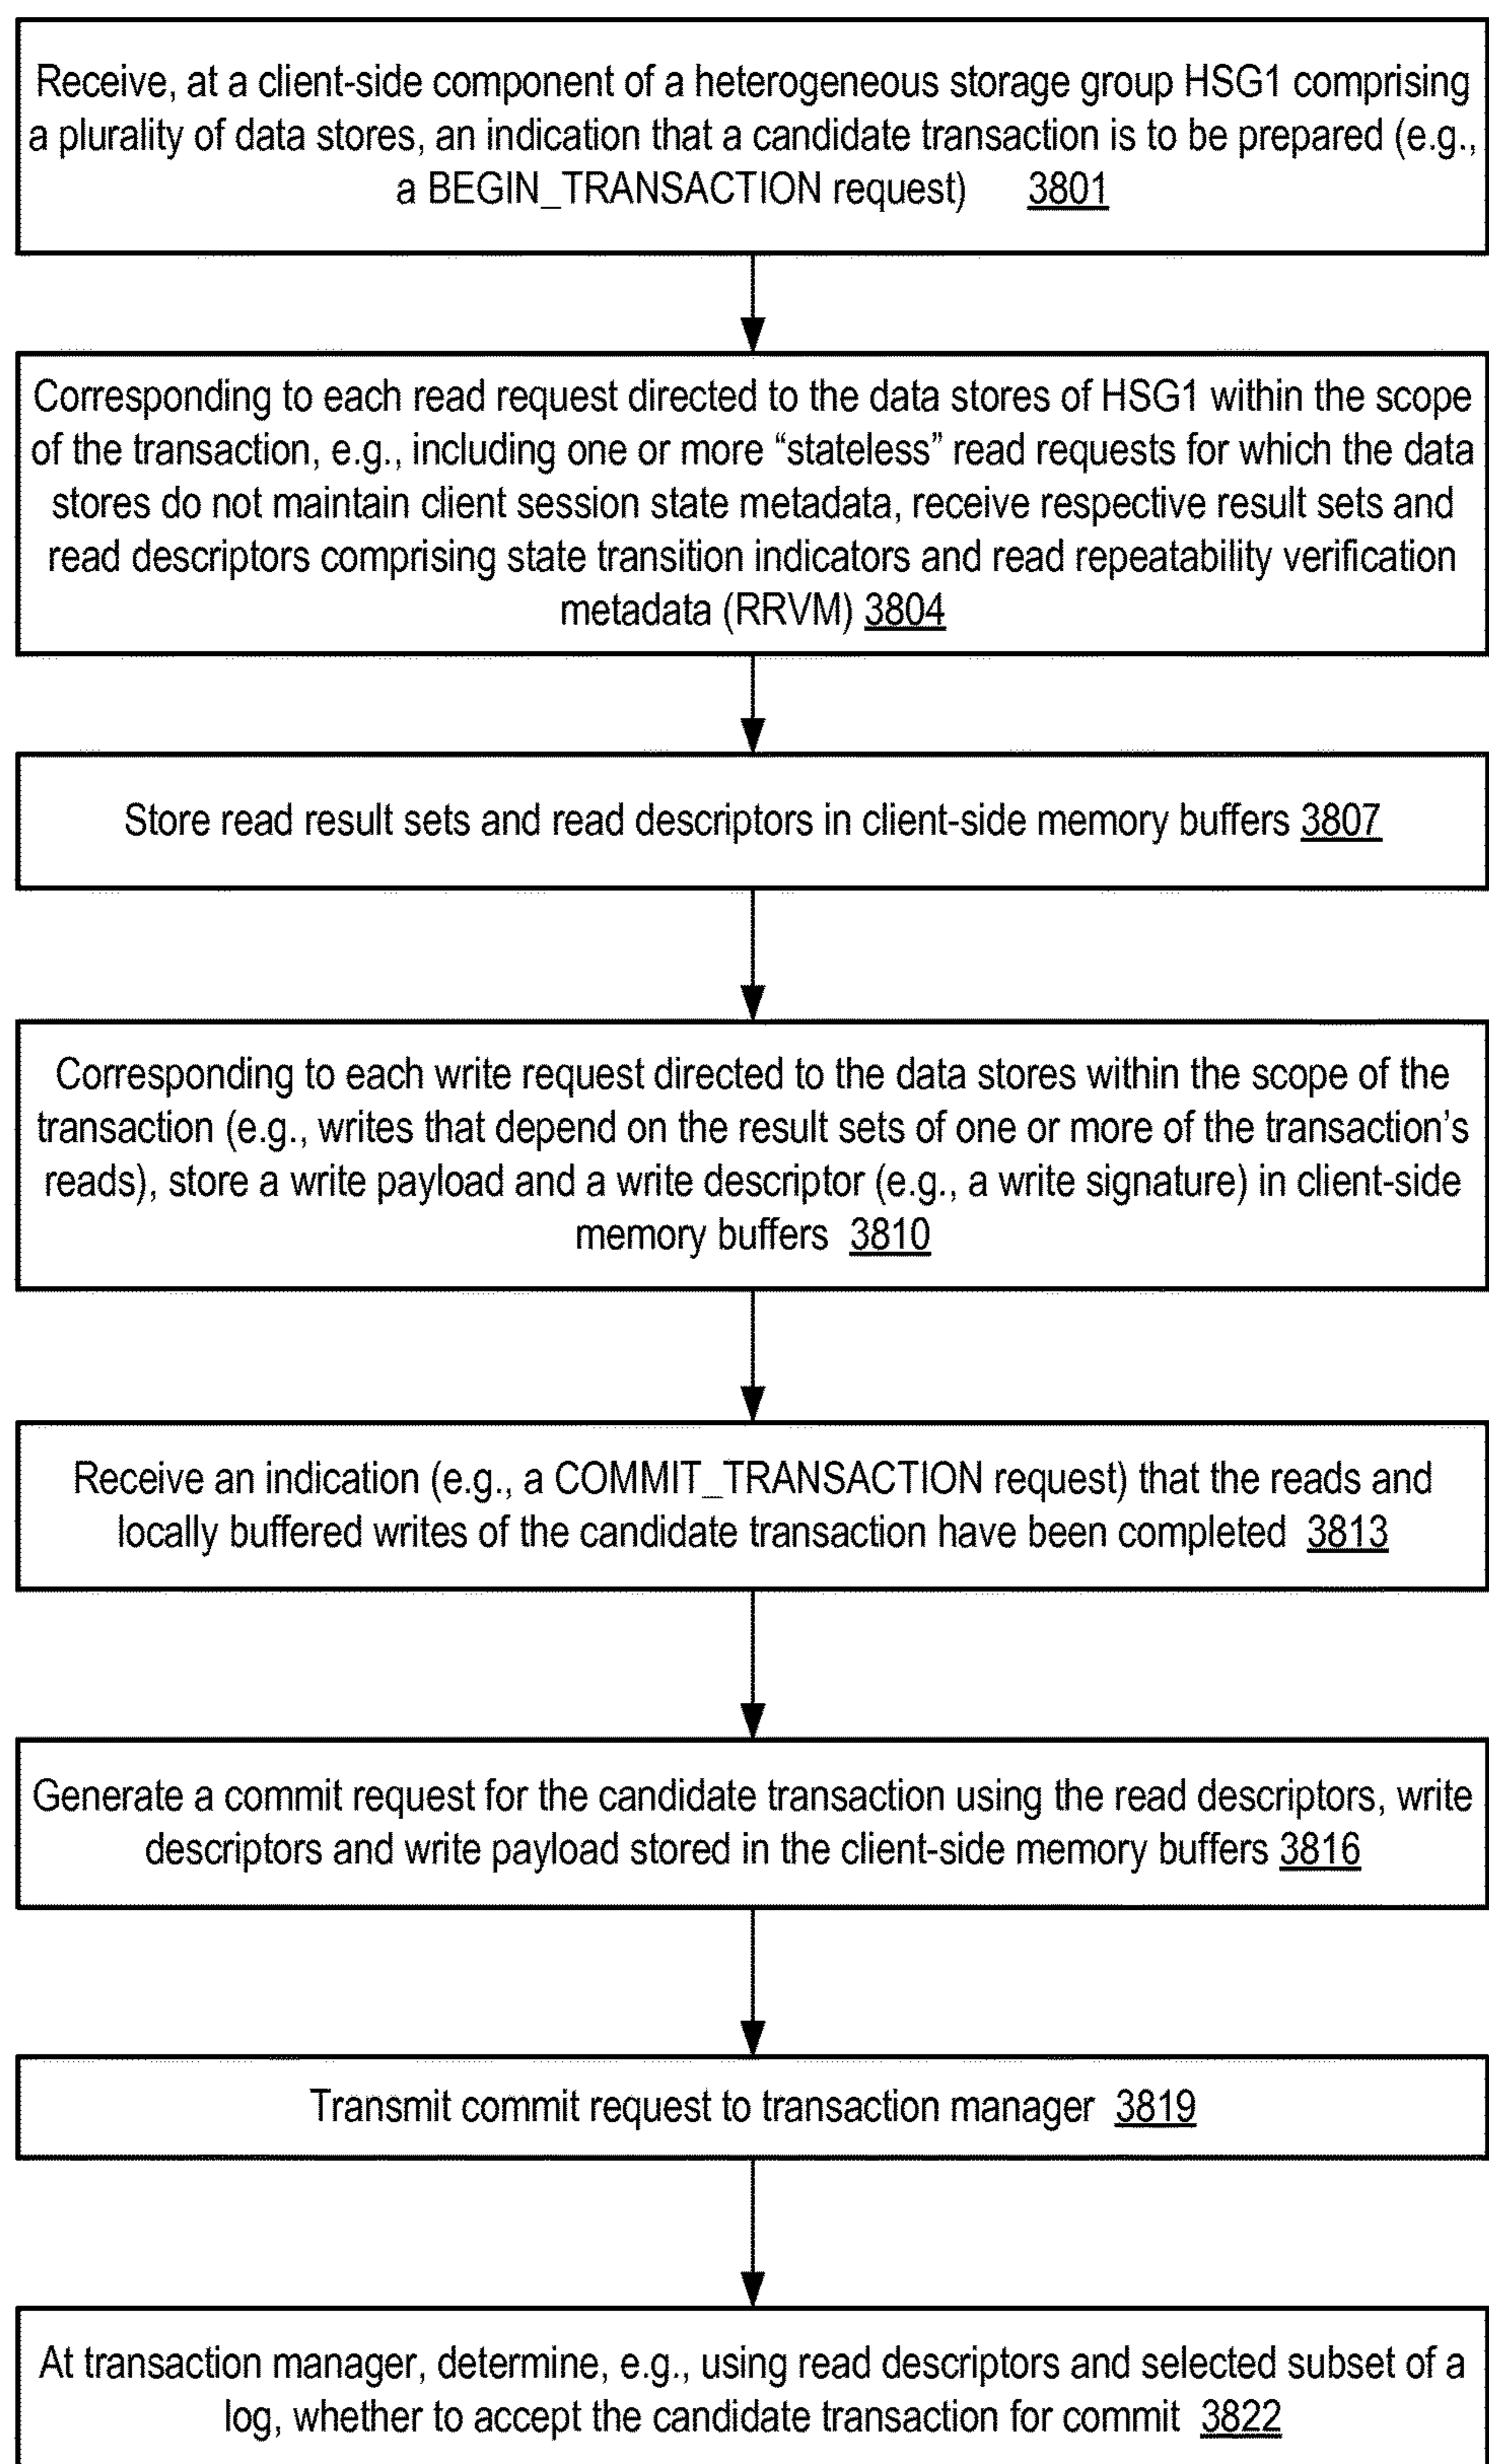 Receive, at a client-side component of a heterogeneous storage group HSG1 comprising
a plurality of data stores, an indication that a candidate transaction is to be prepared (e.g.,
a BEGIN_TRANSACTION request) 3801
Corresponding to each read request directed to the data stores of HSG1 within the scope
of the transaction, e.g., including one or more “stateless” read requests for which the data
stores do not maintain client session state metadata, receive respective result sets and
read descriptors comprising state transition indicators and read repeatability verification
metadata (RRVM) 3804
Store read result sets and read descriptors in client-side memory buffers 3807
Corresponding to each write request directed to the data stores within the scope of the
transaction (e.g., writes that depend on the result sets of one or more of the transaction’s
reads), store a write payload and a write descriptor (e.g., a write signature) in client-side
memory buffers 3810
Receive an indication (e.g., a COMMIT_TRANSACTION request) that the reads and
locally buffered writes of the candidate transaction have been completed 3813
Generate a commit request for the candidate transaction using the read descriptors, write
descriptors and write payload stored in the client-side memory buffers 3816
Transmit commit request to transaction manager 3819
At transaction manager, determine, e.g., using read descriptors and selected subset of a
log, whether to accept the candidate transaction for commit 3822